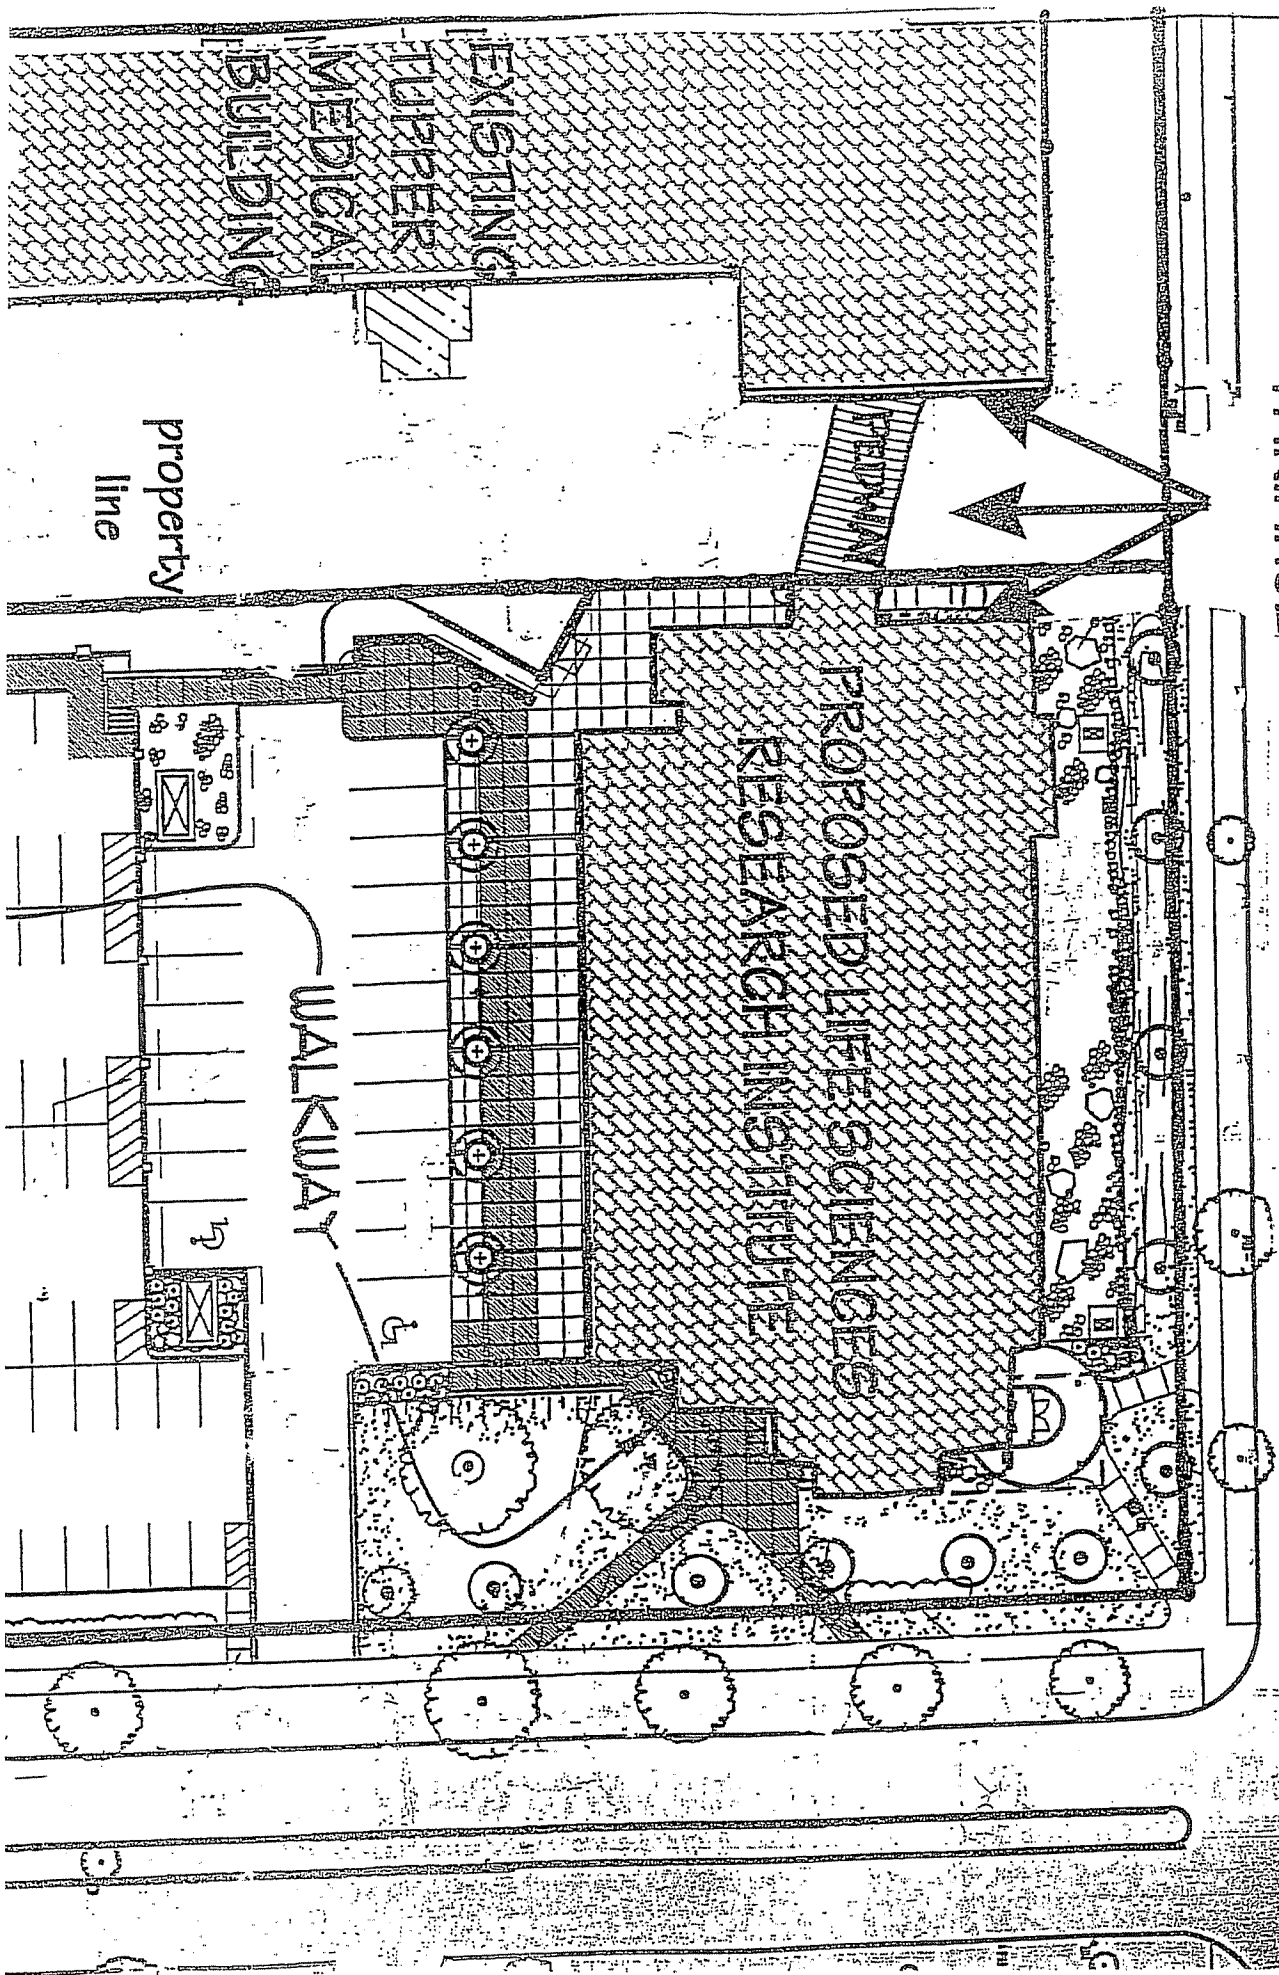 EXISTING
TUPPER
MEDICAL
BUILDING
PEDWAY
property
line
PROPOSED LIFE SCIENCES
RESEARCH INSTITUTE
WALKWAY